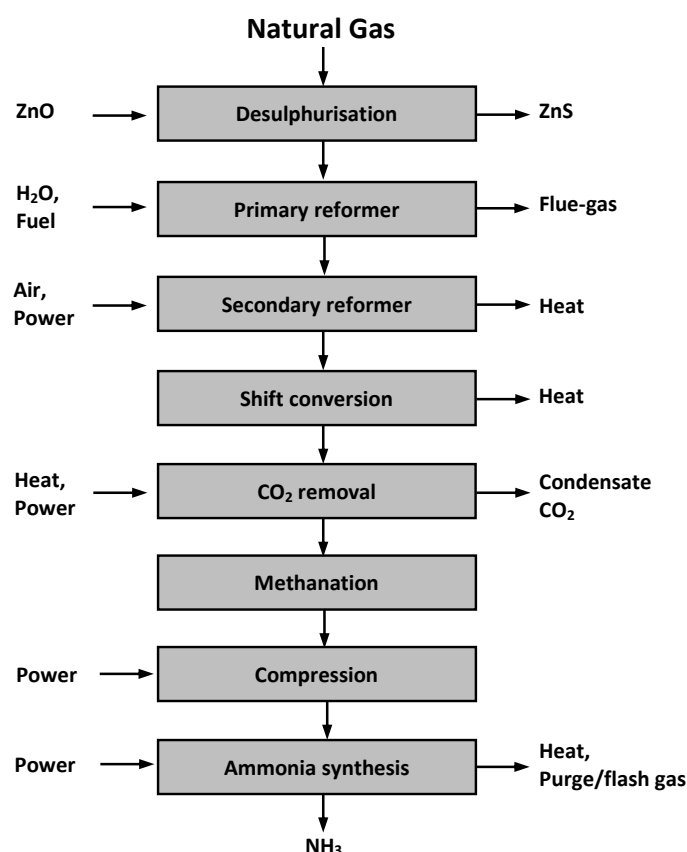 Natural Gas
ZnO
Desulphurisation
ZnS
H₂O,
Fuel
Primary reformer
Flue-gas
Air,
Power
Secondary reformer
Heat
Shift conversion
Heat
Heat,
Power
CO₂ removal
Condensate
CO₂
Methanation
Power
Compression
Power
Ammonia synthesis
Heat,
Purge/flash gas
NH₃